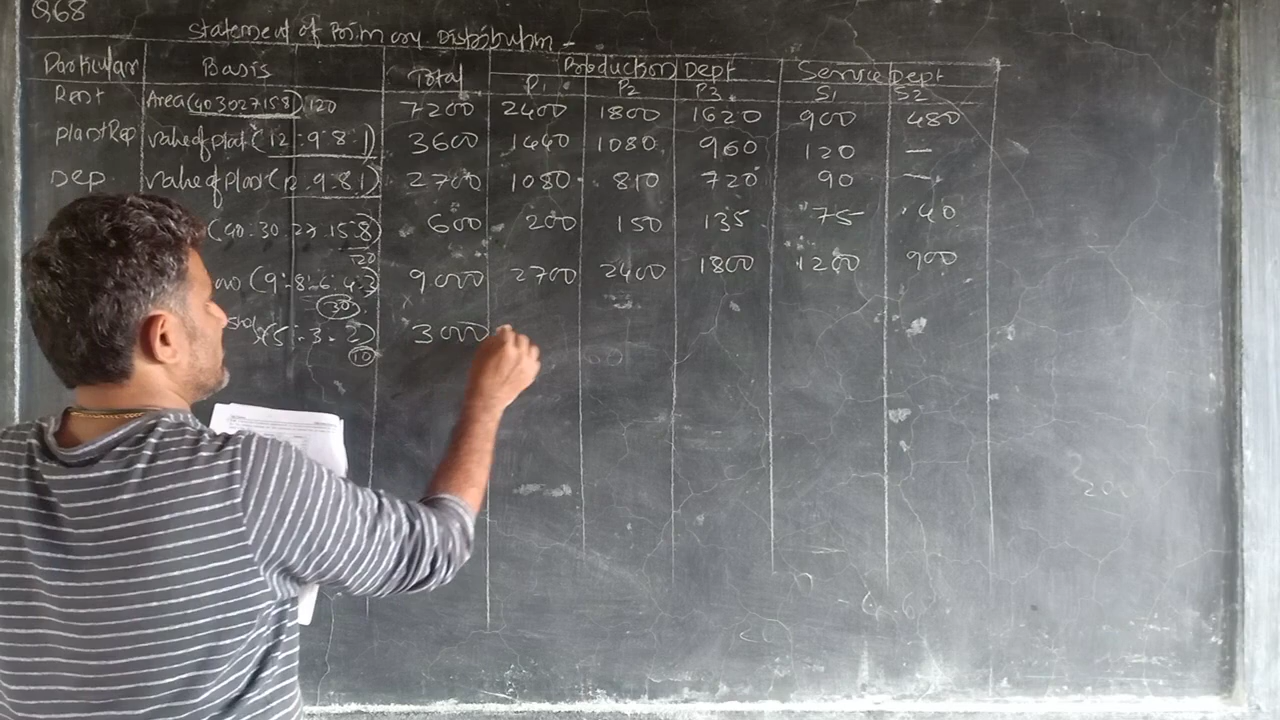 Q68
Statement of Primary Distribution -
Particular Basis Total Production Dept Service Dept
P1 P2 P3 S1 S2
Rent Area (40 30 27 15 8) 120 7200 2400 1800 1620 900 480
Plant Rep Value of plant (12 : 9 : 8 : 1) 3600 1440 1080 960 120 —
Dep Value of Plant (12 . 9 . 8 1) 2700 1080 810 720 90 —
(40 : 30 : 27 : 15 : 8) 600 200 150 135 75 40
120
(9 : 8 : 6 : 4 : 3) 9000 2700 2400 1800 1200 900
30
(5 : 3 : 2) 3000
10
200